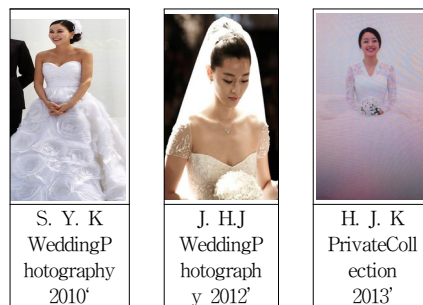 S. Y. K
WeddingP
hotography
2010‘
J. H.J
WeddingP
hotograph
y 2012’
H. J. K
PrivateColl
ection
2013’